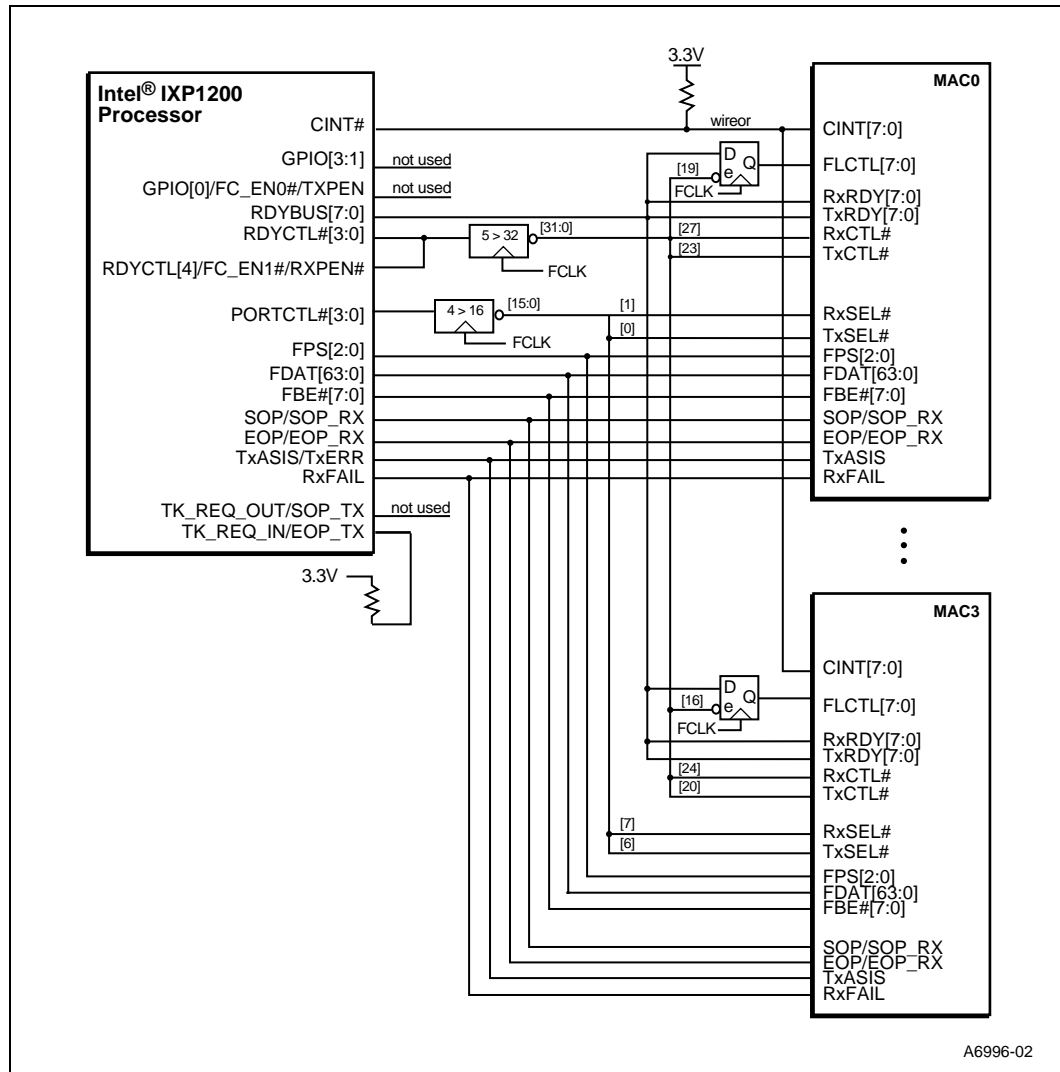 3.3V
Intel® IXP1200
Processor
CINT#
GPIO[3:1]
not used
GPIO[0]/FC_EN0#/TXPEN
not used
RDYBUS[7:0]
RDYCTL#[3:0]
RDYCTL[4]/FC_EN1#/RXPEN#
PORTCTL#[3:0]
FPS[2:0]
FDAT[63:0]
FBE#[7:0]
SOP/SOP_RX
EOP/EOP_RX
TxASIS/TxERR
RxFAIL
TK_REQ_OUT/SOP_TX
not used
TK_REQ_IN/EOP_TX
3.3V
5 > 32
[31:0]
FCLK
4 > 16
[15:0]
FCLK
wireor
D
Q
e
[19]
FCLK
[27]
[23]
[1]
[0]
MAC0
CINT[7:0]
FLCTL[7:0]
RxRDY[7:0]
TxRDY[7:0]
RxCTL#
TxCTL#
RxSEL#
TxSEL#
FPS[2:0]
FDAT[63:0]
FBE#[7:0]
SOP/SOP_RX
EOP/EOP_RX
TxASIS
RxFAIL
D
Q
e
[16]
FCLK
[24]
[20]
[7]
[6]
MAC3
CINT[7:0]
FLCTL[7:0]
RxRDY[7:0]
TxRDY[7:0]
RxCTL#
TxCTL#
RxSEL#
TxSEL#
FPS[2:0]
FDAT[63:0]
FBE#[7:0]
SOP/SOP_RX
EOP/EOP_RX
TxASIS
RxFAIL
A6996-02